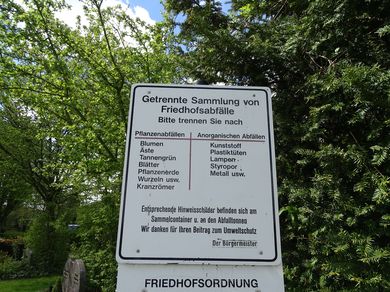 Getrennte Sammlung von
Friedhofsabfälle
Bitte trennen Sie nach
Pflanzenabfällen
Anorganischen Abfällen
Blumen
Äste
Tannengrün
Blätter
Pflanzenerde
Wurzeln usw.
Kranzrömer
Kunststoff
Plastiktüten
Lampen
Styropor
Metall usw.
Entsprechende Hinweisschilder befinden sich am
Sammelcontainer u. an den Abfalltonnen
Wir danken für Ihren Beitrag zum Umweltschutz
Der Bürgermeister
FRIEDHOFSORDNUNG